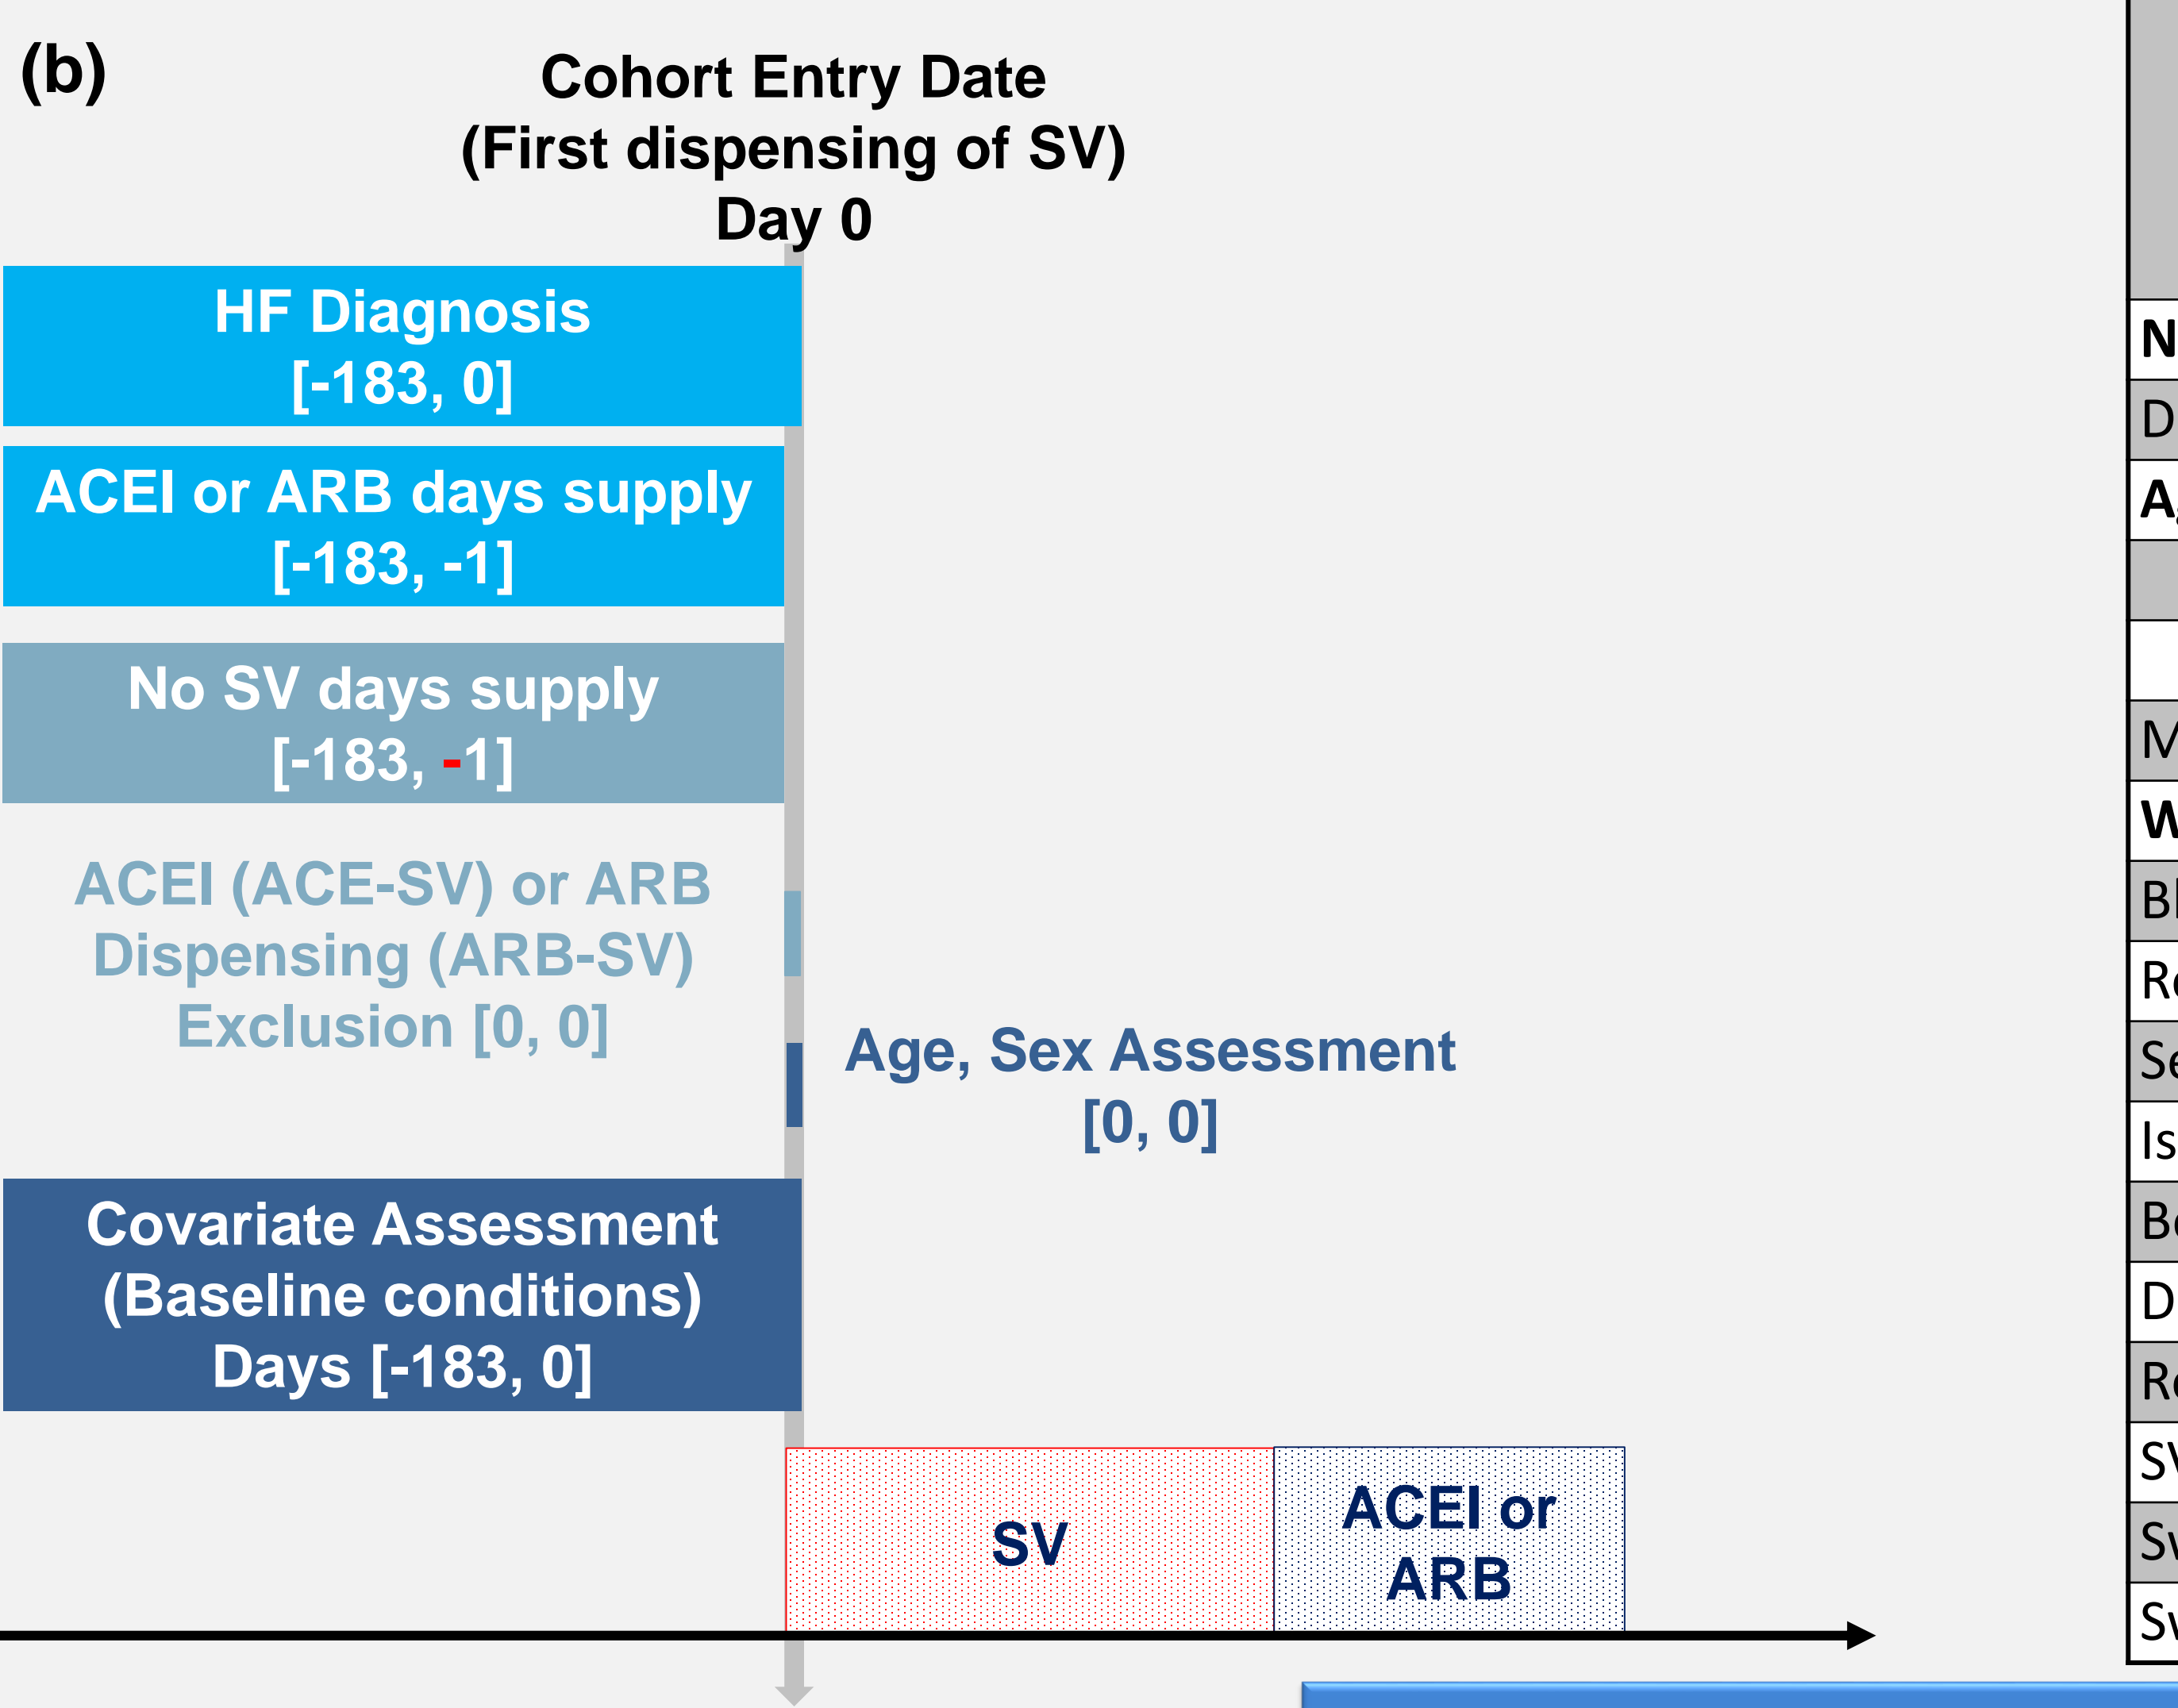 (b)
Cohort Entry Date
(First dispensing of SV)
Day 0
HF Diagnosis
[-183, 0]
ACEI or ARB days supply
[-183, -1]
No SV days supply
[-183, -1]
ACEI (ACE-SV) or ARB
Dispensing (ARB-SV)
Exclusion [0, 0]
Age, Sex Assessment
[0, 0]
Covariate Assessment
(Baseline conditions)
Days [-183, 0]
SV
ACEI or
ARB